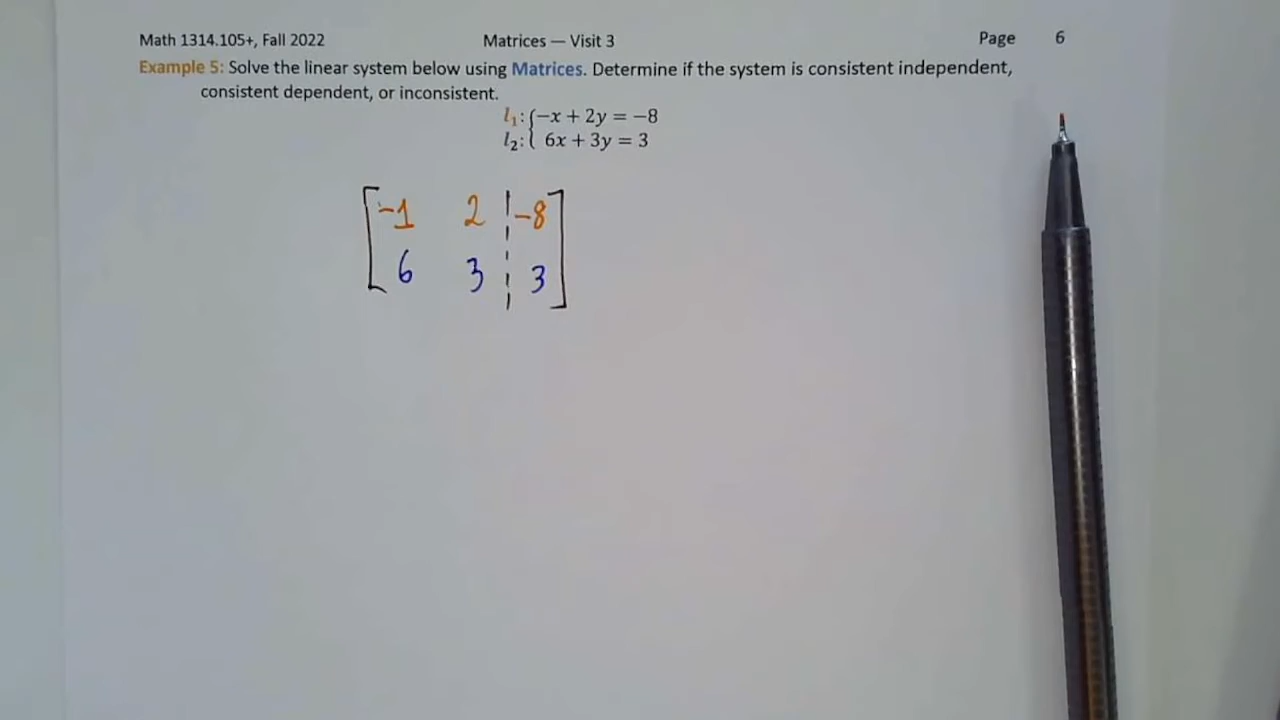 Math 1314.105+, Fall 2022 Matrices — Visit 3 Page 6
Example 5: Solve the linear system below using Matrices. Determine if the system is consistent independent,
consistent dependent, or inconsistent.
l₁: { −x + 2y = −8
l₂: { 6x + 3y = 3
-1 2 | -8
6 3 | 3